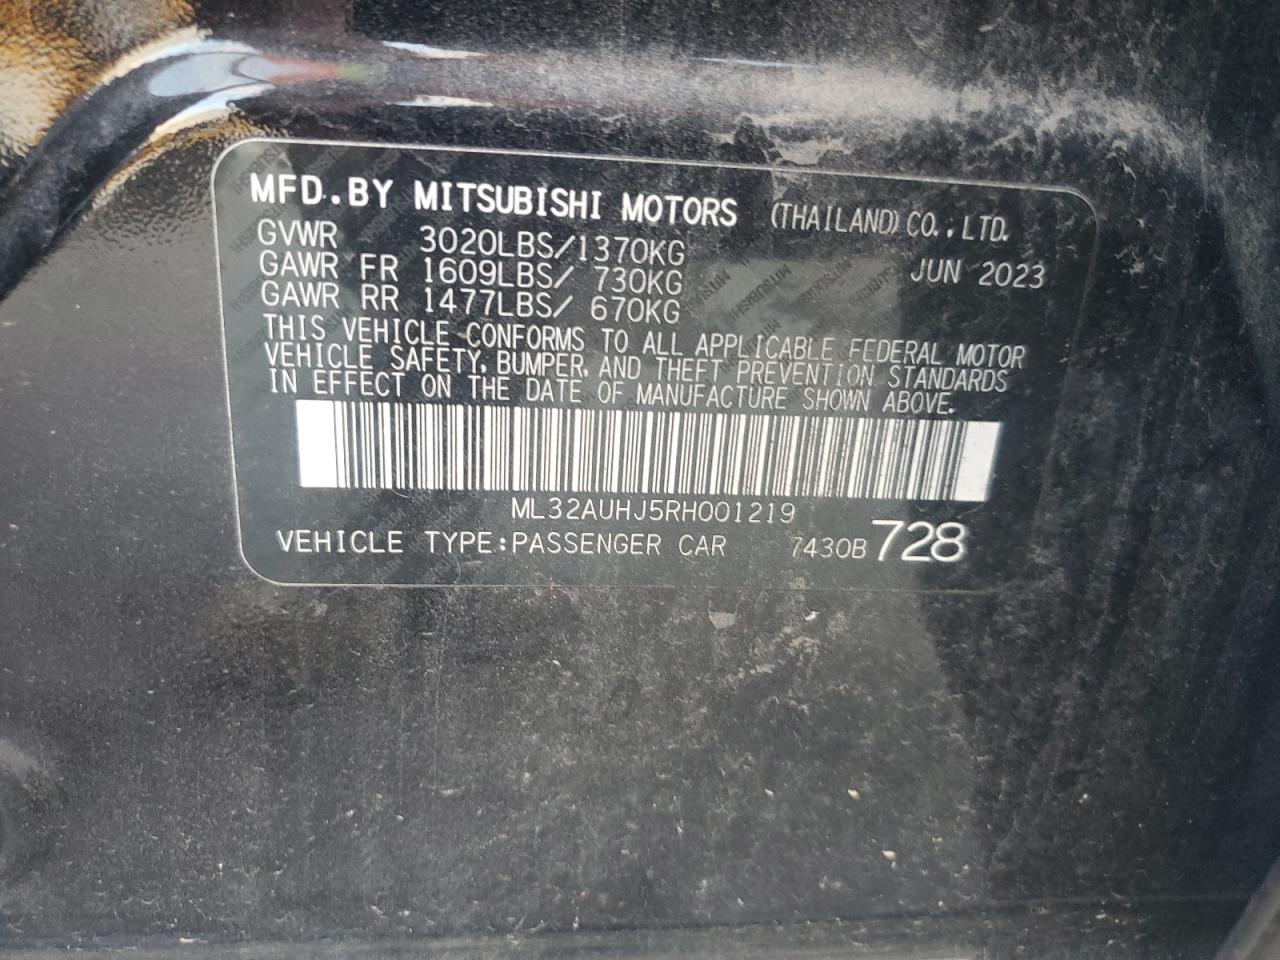 MFD.BY MITSUBISHI MOTORS (THAILAND) CO., LTD.
GVWR 3020LBS/1370KG JUN 2023
GAWR FR 1609LBS/ 730KG
GAWR RR 1477LBS/ 670KG
THIS VEHICLE CONFORMS TO ALL APPLICABLE FEDERAL MOTOR
VEHICLE SAFETY, BUMPER, AND THEFT PREVENTION STANDARDS
IN EFFECT ON THE DATE OF MANUFACTURE SHOWN ABOVE.
ML32AUHJ5RH001219
VEHICLE TYPE:PASSENGER CAR 7430B 728